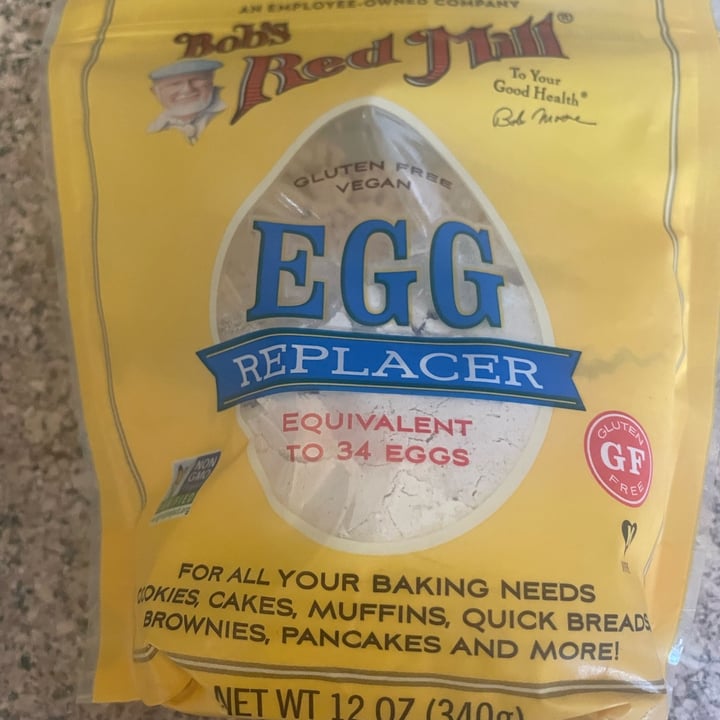 AN EMPLOYEE-OWNED COMPANY
Bob's
Red Mill®
To Your
Good Health®
Bob Moore
GLUTEN FREE
VEGAN
EGG
REPLACER
EQUIVALENT
TO 34 EGGS
NON
GMO
GLUTEN
GF
FREE
FOR ALL YOUR BAKING NEEDS
COOKIES, CAKES, MUFFINS, QUICK BREADS
BROWNIES, PANCAKES AND MORE!
NET WT 12 OZ (340g)